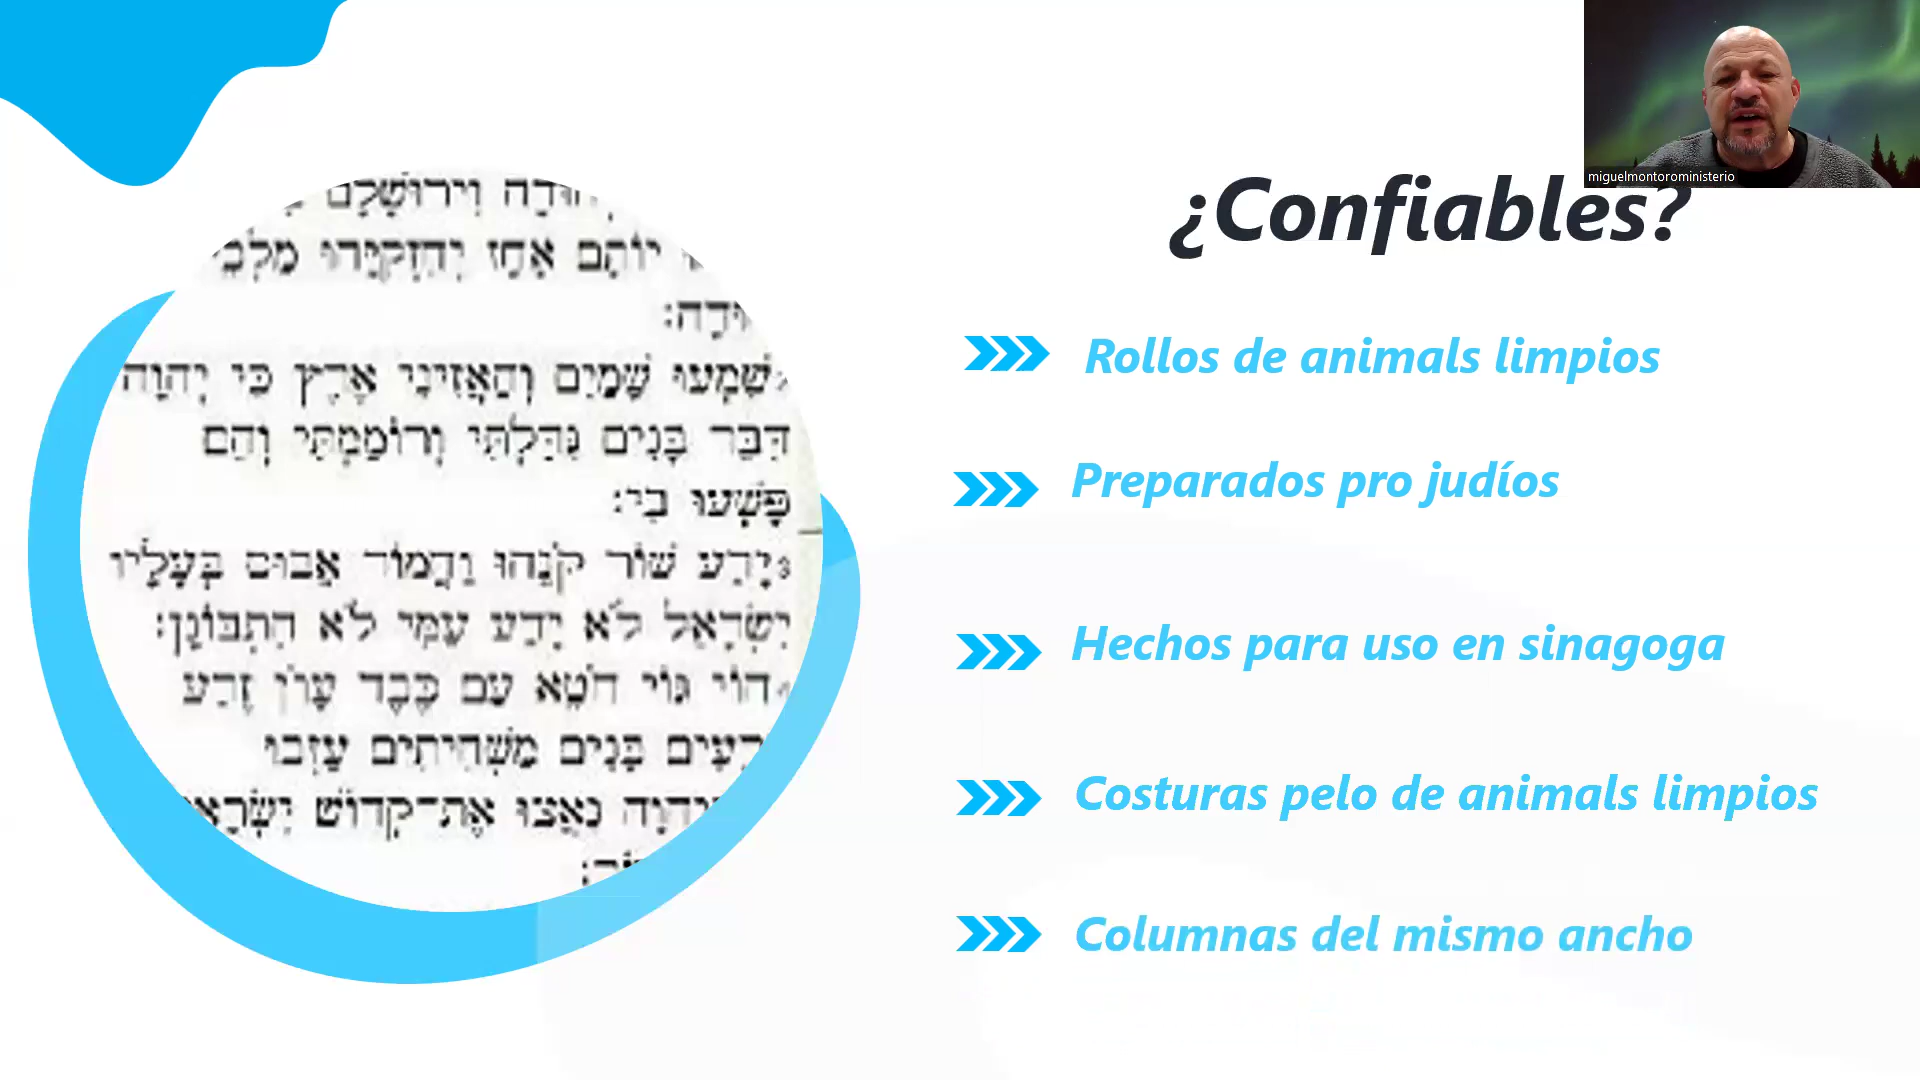 יוֹתָם אָחָז יְחִזְקִיָּהוּ מַלְכֵי
שִׁמְעוּ שָׁמַיִם וְהַאֲזִינִי אֶרֶץ כִּי יְהוָה
דִּבֵּר בָּנִים גִּדַּלְתִּי וְרוֹמַמְתִּי וְהֵם
פָּשְׁעוּ בִי׃
יָדַע שׁוֹר קֹנֵהוּ וַחֲמוֹר אֵבוּס בְּעָלָיו
יִשְׂרָאֵל לֹא יָדַע עַמִּי לֹא הִתְבּוֹנָן׃
הוֹי גּוֹי חֹטֵא עַם כֶּבֶד עָוֹן זֶרַע
בָּנִים מַשְׁחִיתִים עָזְבוּ
נִאֲצוּ אֶת־קְדוֹשׁ
miguelmontoroministerio
¿Confiables?
Rollos de animals limpios
Preparados pro judíos
Hechos para uso en sinagoga
Costuras pelo de animals limpios
Columnas del mismo ancho